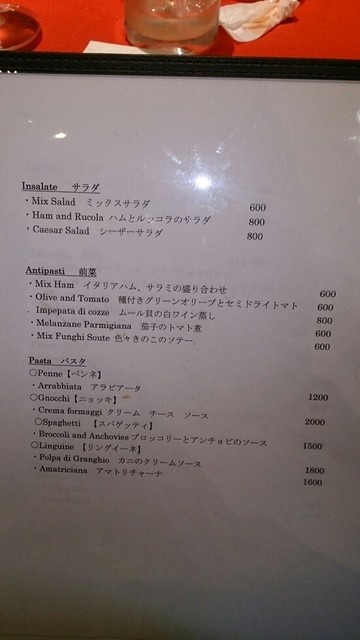 Insalate サラダ
・Mix Salad ミックスサラダ 600
・Ham and Rucola ハムとルッコラのサラダ 800
・Caesar Salad シーザーサラダ 800
Antipasti 前菜
・Mix Ham イタリアハム、サラミの盛り合わせ 600
・Olive and Tomato 種付きグリーンオリーブとセミドライトマト 600
Impepata di cozze ムール貝の白ワイン蒸し 800
・Melanzane Parmigiana 茄子のトマト煮 600
・Mix Funghi Soute 色々きのこのソテー 600
Pasta パスタ
〇Penne【ペンネ】
・Arrabbiata アラビアータ 1200
〇Gnocchi【ニョッキ】
・Crema formaggi クリーム チース ソース 2000
〇Spaghetti 【スパゲッティ】
・Broccoli and Anchovies ブロッコリーとアンチョビのソース 1500
〇Linguine【リングイーネ】
・Polpa di Granghio カニのクリームソース 1800
・Amatriciana アマトリチャーナ 1600